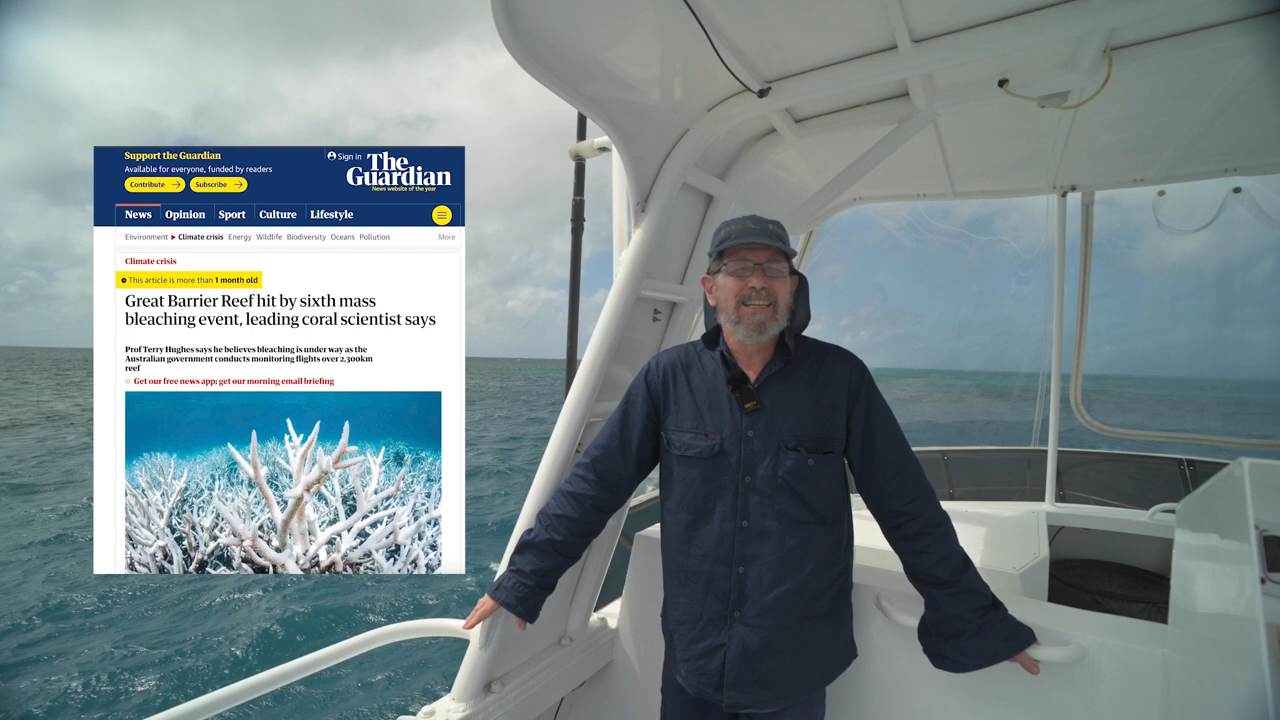 Support the Guardian
Available for everyone, funded by readers
Contribute → Subscribe →
Sign in
The
Guardian
News website of the year
News Opinion Sport Culture Lifestyle
Environment ▸ Climate crisis Energy Wildlife Biodiversity Oceans Pollution More
Climate crisis
This article is more than 1 month old
Great Barrier Reef hit by sixth mass
bleaching event, leading coral scientist says
Prof Terry Hughes says he believes bleaching is under way as the
Australian government conducts monitoring flights over 2,300km
reef
Get our free news app; get our morning email briefing